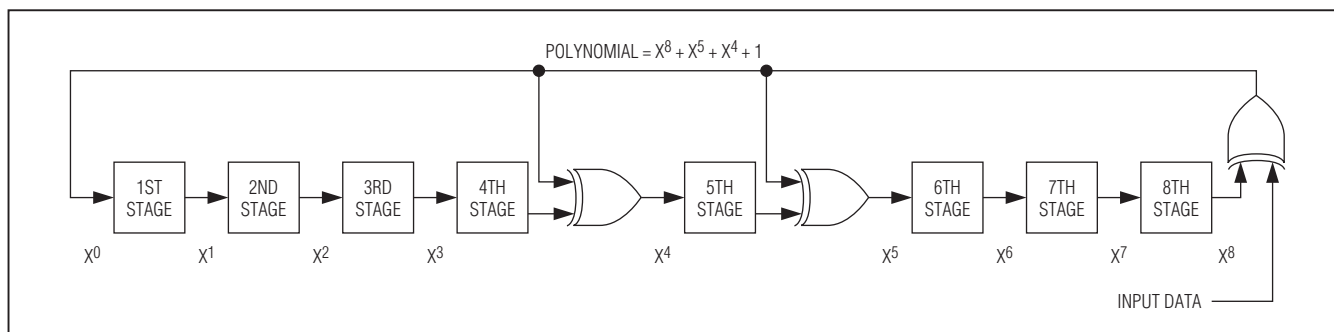 POLYNOMIAL = X⁸ + X⁵ + X⁴ + 1
1ST
STAGE
2ND
STAGE
3RD
STAGE
4TH
STAGE
5TH
STAGE
6TH
STAGE
7TH
STAGE
8TH
STAGE
X⁰
X¹
X²
X³
X⁴
X⁵
X⁶
X⁷
X⁸
INPUT DATA